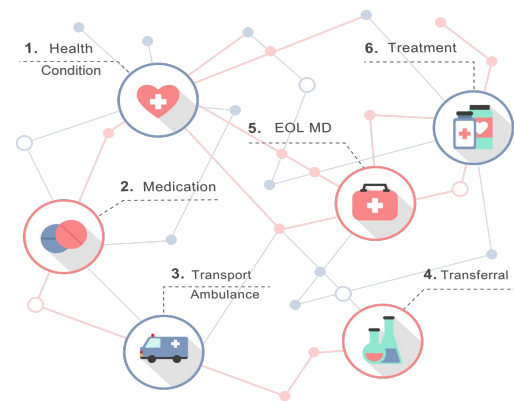 1. Health
Condition
2. Medication
3. Transport
Ambulance
4. Transferral
5. EOL MD
6. Treatment